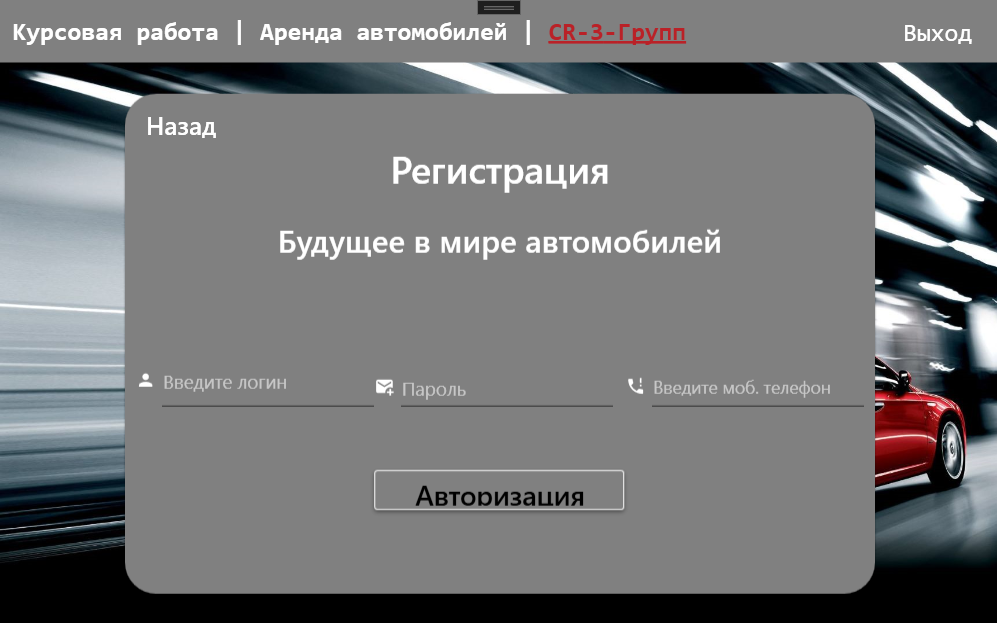 Курсовая работа | Аренда автомобилей | CR-3-Групп
Выход
Назад
Регистрация
Будущее в мире автомобилей
Введите логин
Пароль
Введите моб. телефон
Авторизация